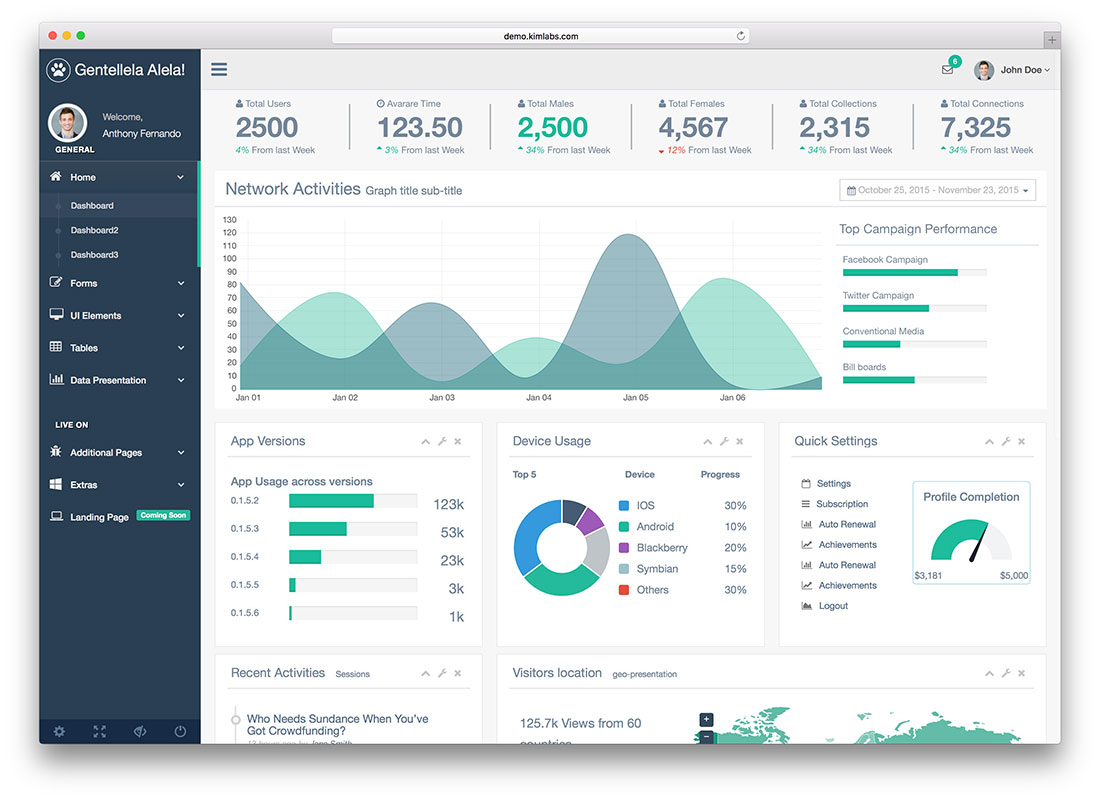 demo.kimlabs.com
Gentellela Alela!
6
John Doe
Welcome,
Anthony Fernando
GENERAL
Home
Dashboard
Dashboard2
Dashboard3
Forms
UI Elements
Tables
Data Presentation
LIVE ON
Additional Pages
Extras
Landing Page Coming Soon
Total Users
2500
4% From last Week
Avarare Time
123.50
3% From last Week
Total Males
2,500
34% From last Week
Total Females
4,567
12% From last Week
Total Collections
2,315
34% From last Week
Total Connections
7,325
34% From last Week
Network Activities Graph title sub-title
October 25, 2015 - November 23, 2015
130
120
110
100
90
80
70
60
50
40
30
20
10
0
Jan 01 Jan 02 Jan 03 Jan 04 Jan 05 Jan 06
Top Campaign Performance
Facebook Campaign
Twitter Campaign
Conventional Media
Bill boards
App Versions
App Usage across versions
0.1.5.2 123k
0.1.5.3 53k
0.1.5.4 23k
0.1.5.5 3k
0.1.5.6 1k
Device Usage
Top 5 Device Progress
IOS 30%
Android 10%
Blackberry 20%
Symbian 15%
Others 30%
Quick Settings
Settings
Subscription
Auto Renewal
Achievements
Auto Renewal
Achievements
Logout
Profile Completion
$3,181 $5,000
Recent Activities Sessions
Who Needs Sundance When You've
Got Crowdfunding?
13 hours ago by Jane Smith
Visitors location geo-presentation
125.7k Views from 60
countries
+
−